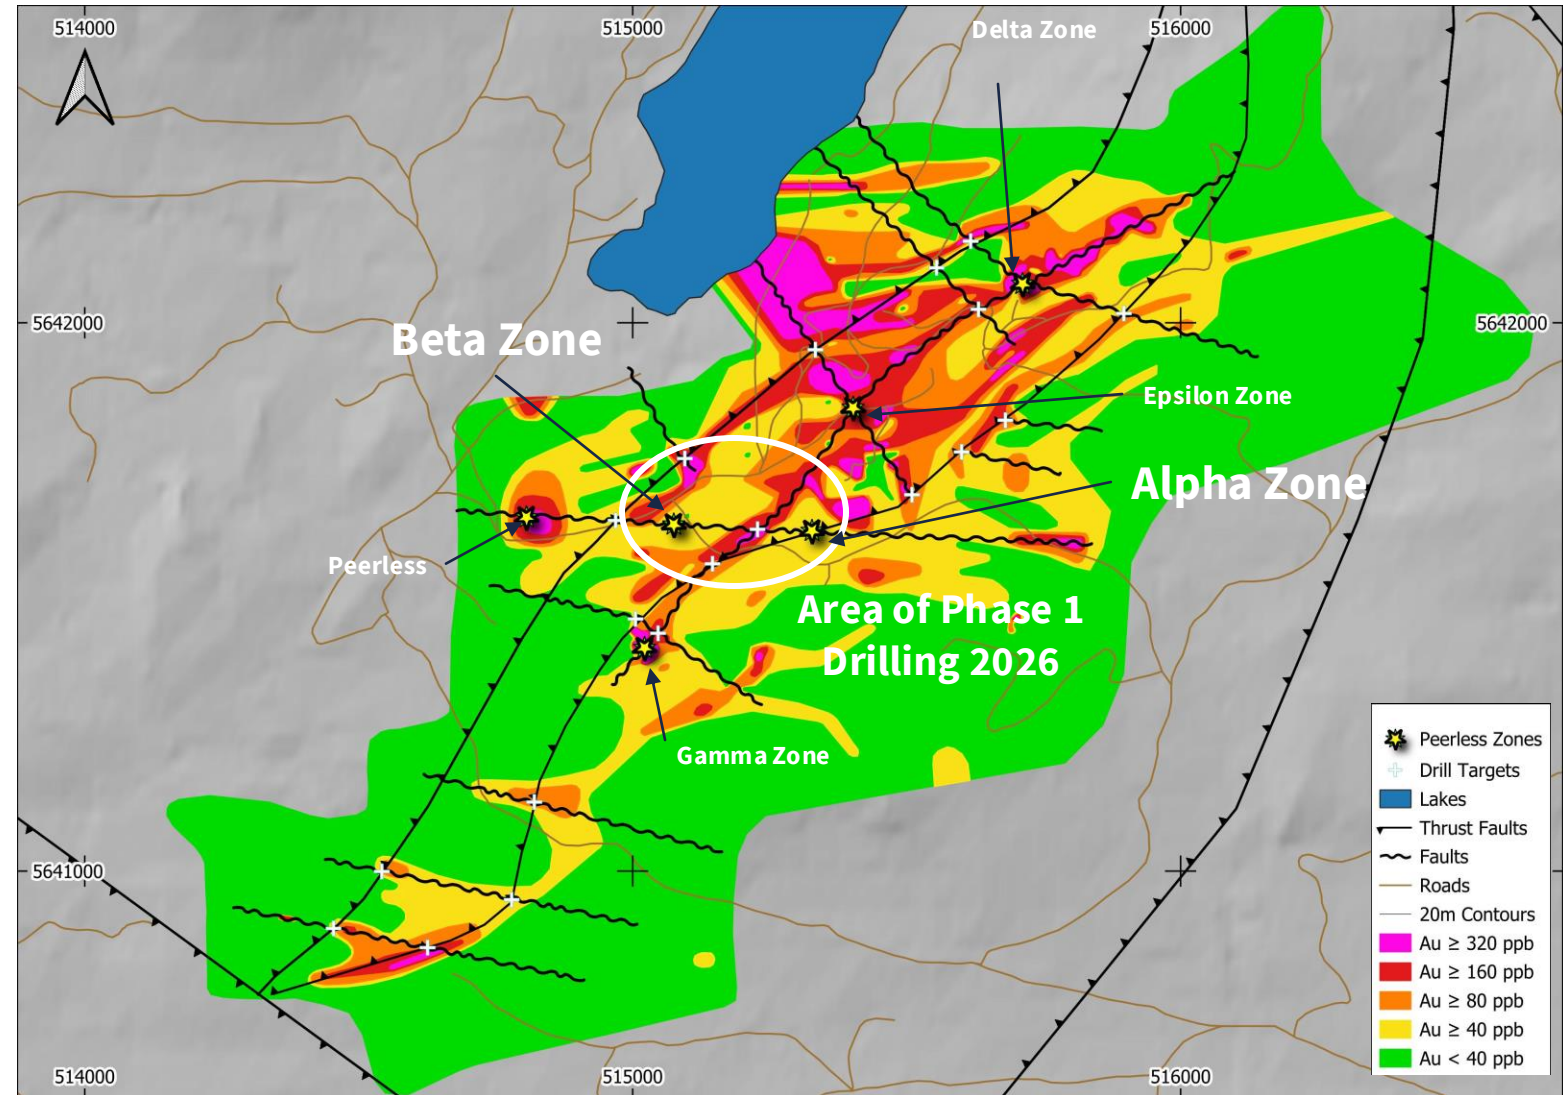 514000
515000
Delta Zone
516000
5642000
5642000
Beta Zone
Epsilon Zone
Alpha Zone
Peerless
Area of Phase 1
Drilling 2026
Gamma Zone
Peerless Zones
Drill Targets
Lakes
Thrust Faults
Faults
Roads
20m Contours
Au ≥ 320 ppb
Au ≥ 160 ppb
Au ≥ 80 ppb
Au ≥ 40 ppb
Au < 40 ppb
5641000
514000
515000
516000